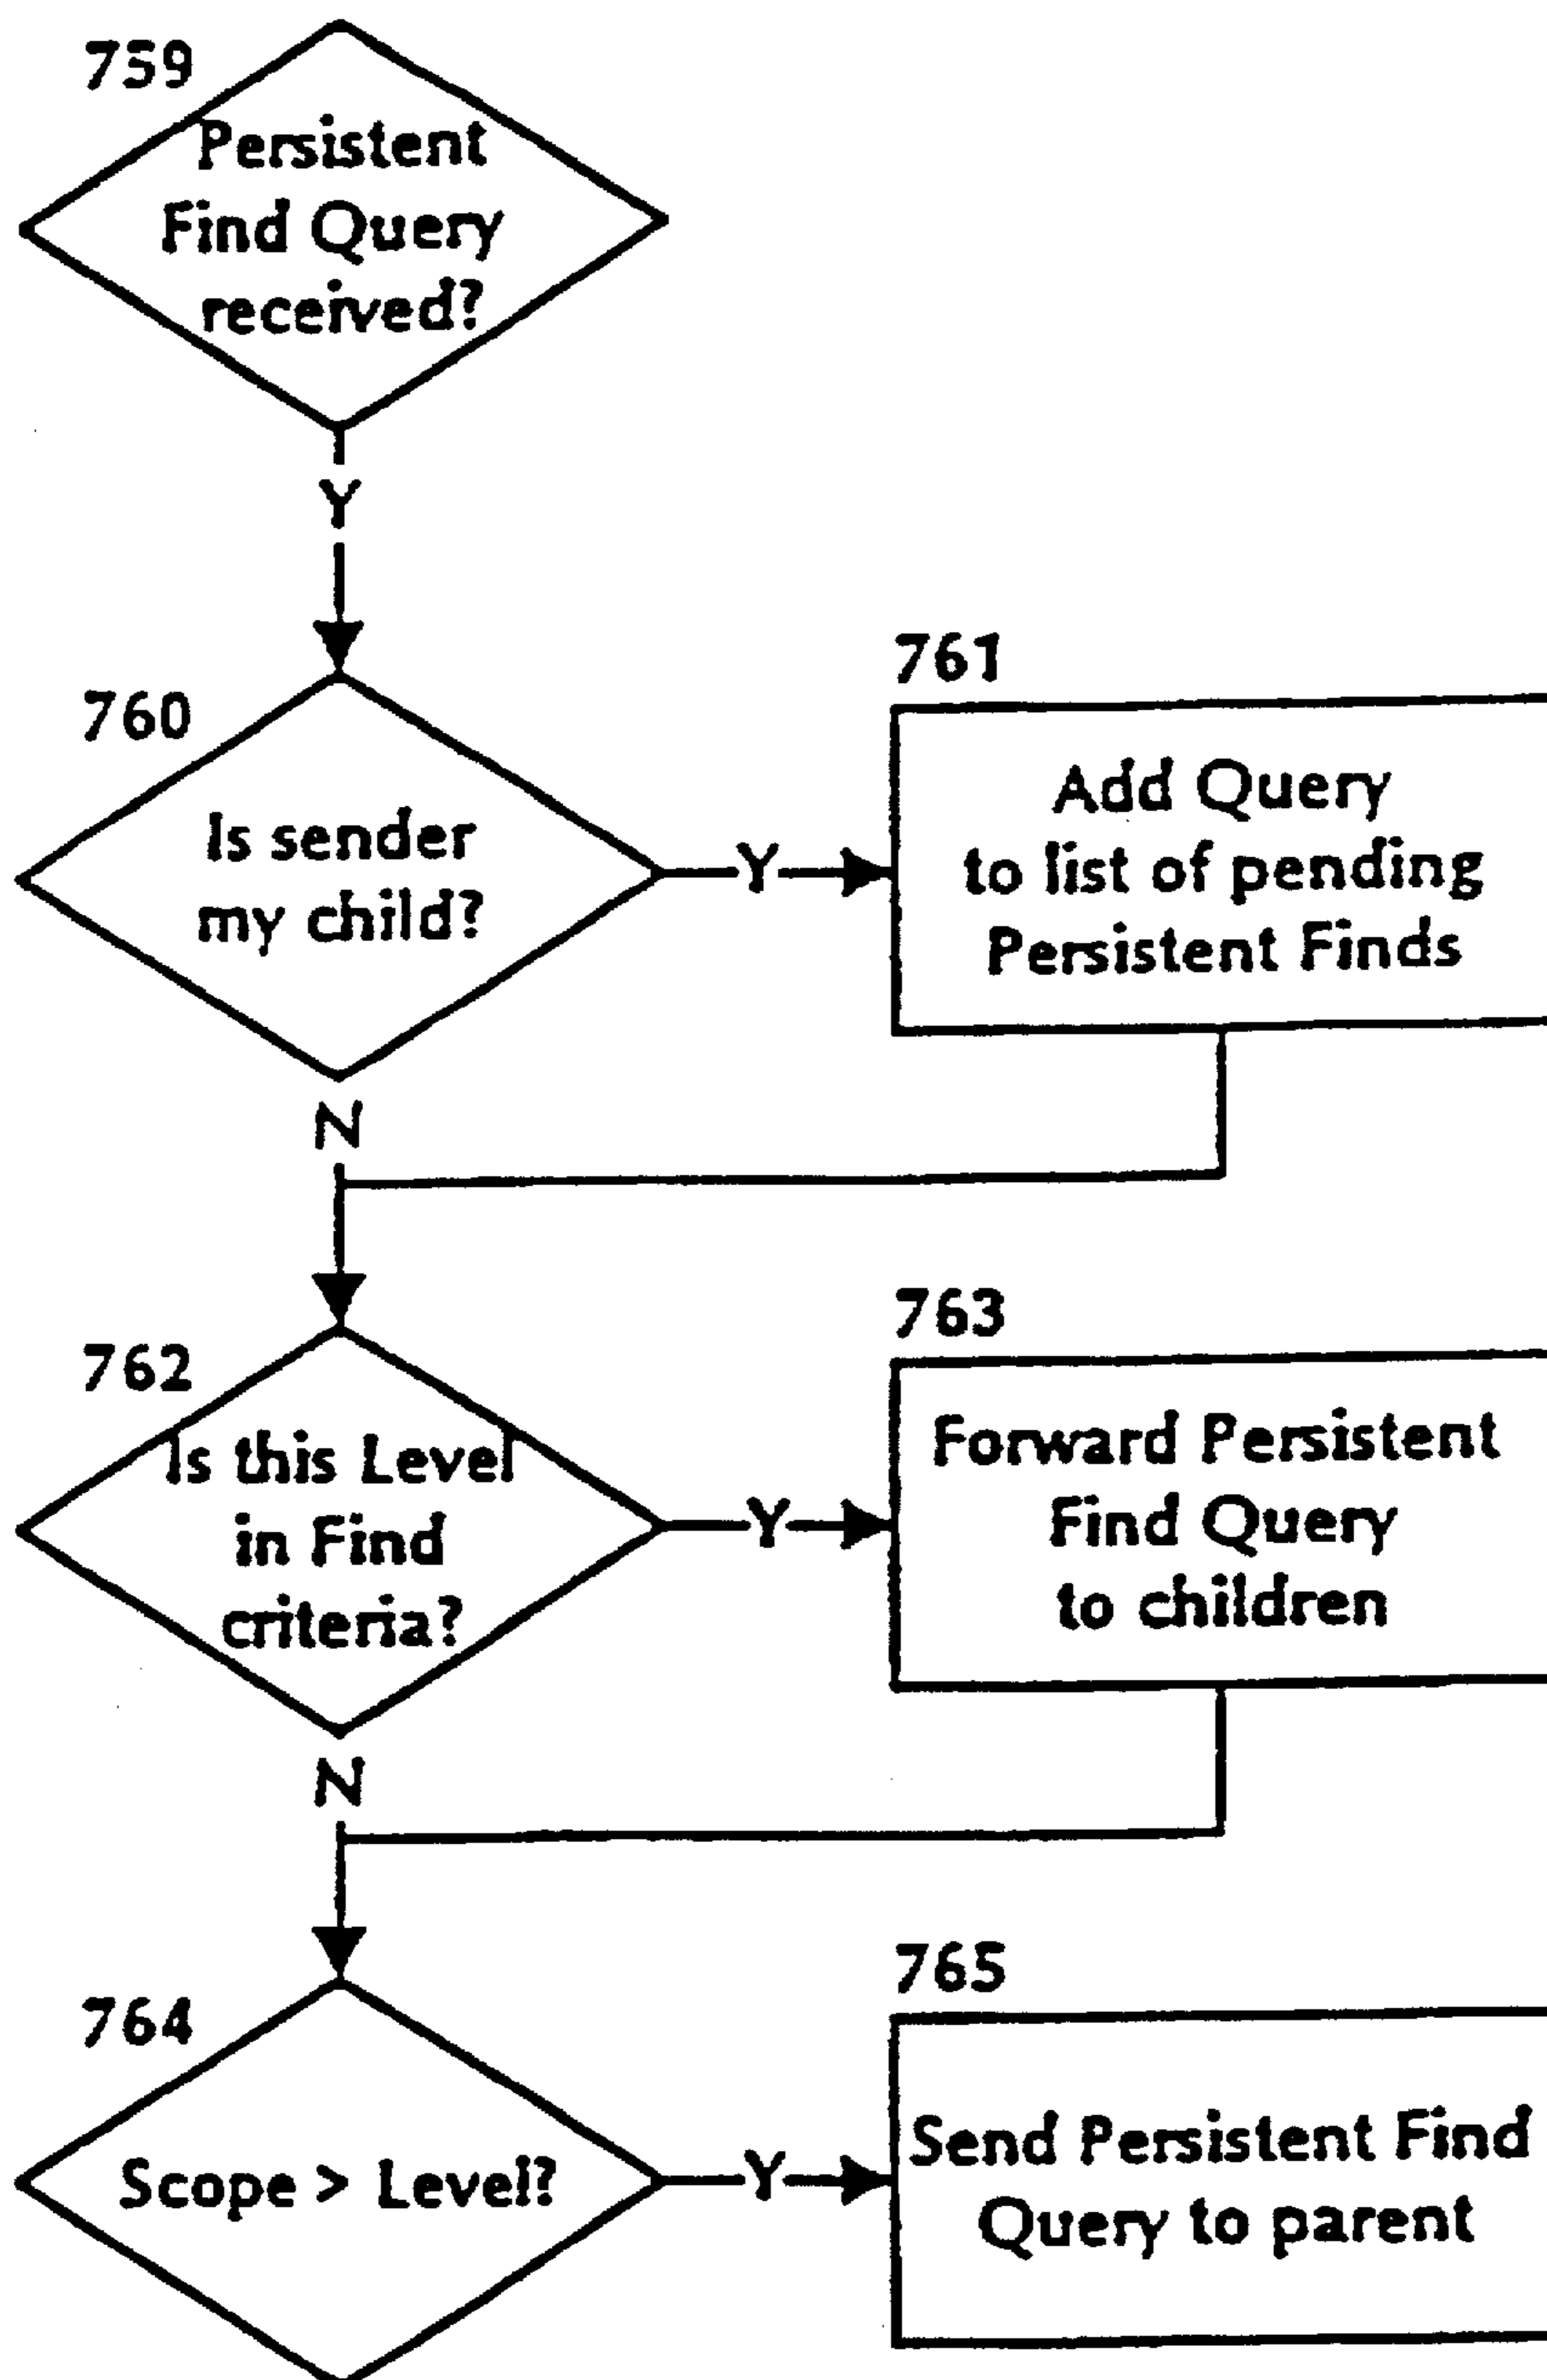 759
Persistent
Find Query
received?
Y
760
Is sender
my child?
Y
761
Add Query
to list of pending
Persistent Finds
N
762
Is this Level
in Find
criteria?
Y
763
Forward Persistent
Find Query
to children
N
764
Scope > Level?
Y
765
Send Persistent Find
Query to parent